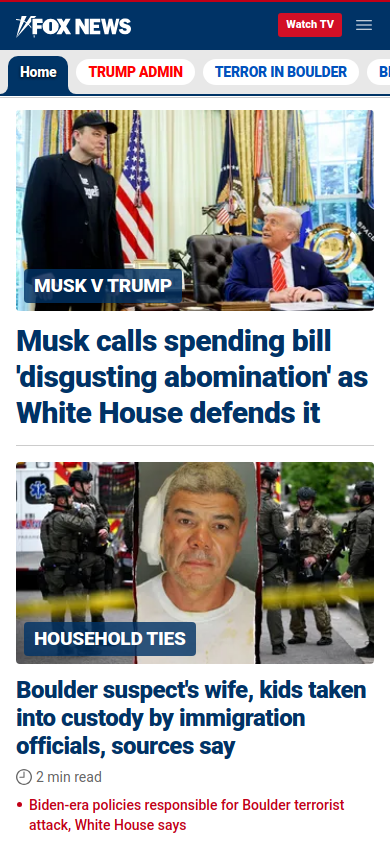 FOX NEWS
Watch TV
Home
TRUMP ADMIN
TERROR IN BOULDER
MUSK V TRUMP
Musk calls spending bill
'disgusting abomination' as
White House defends it
HOUSEHOLD TIES
Boulder suspect's wife, kids taken
into custody by immigration
officials, sources say
2 min read
• Biden-era policies responsible for Boulder terrorist
attack, White House says